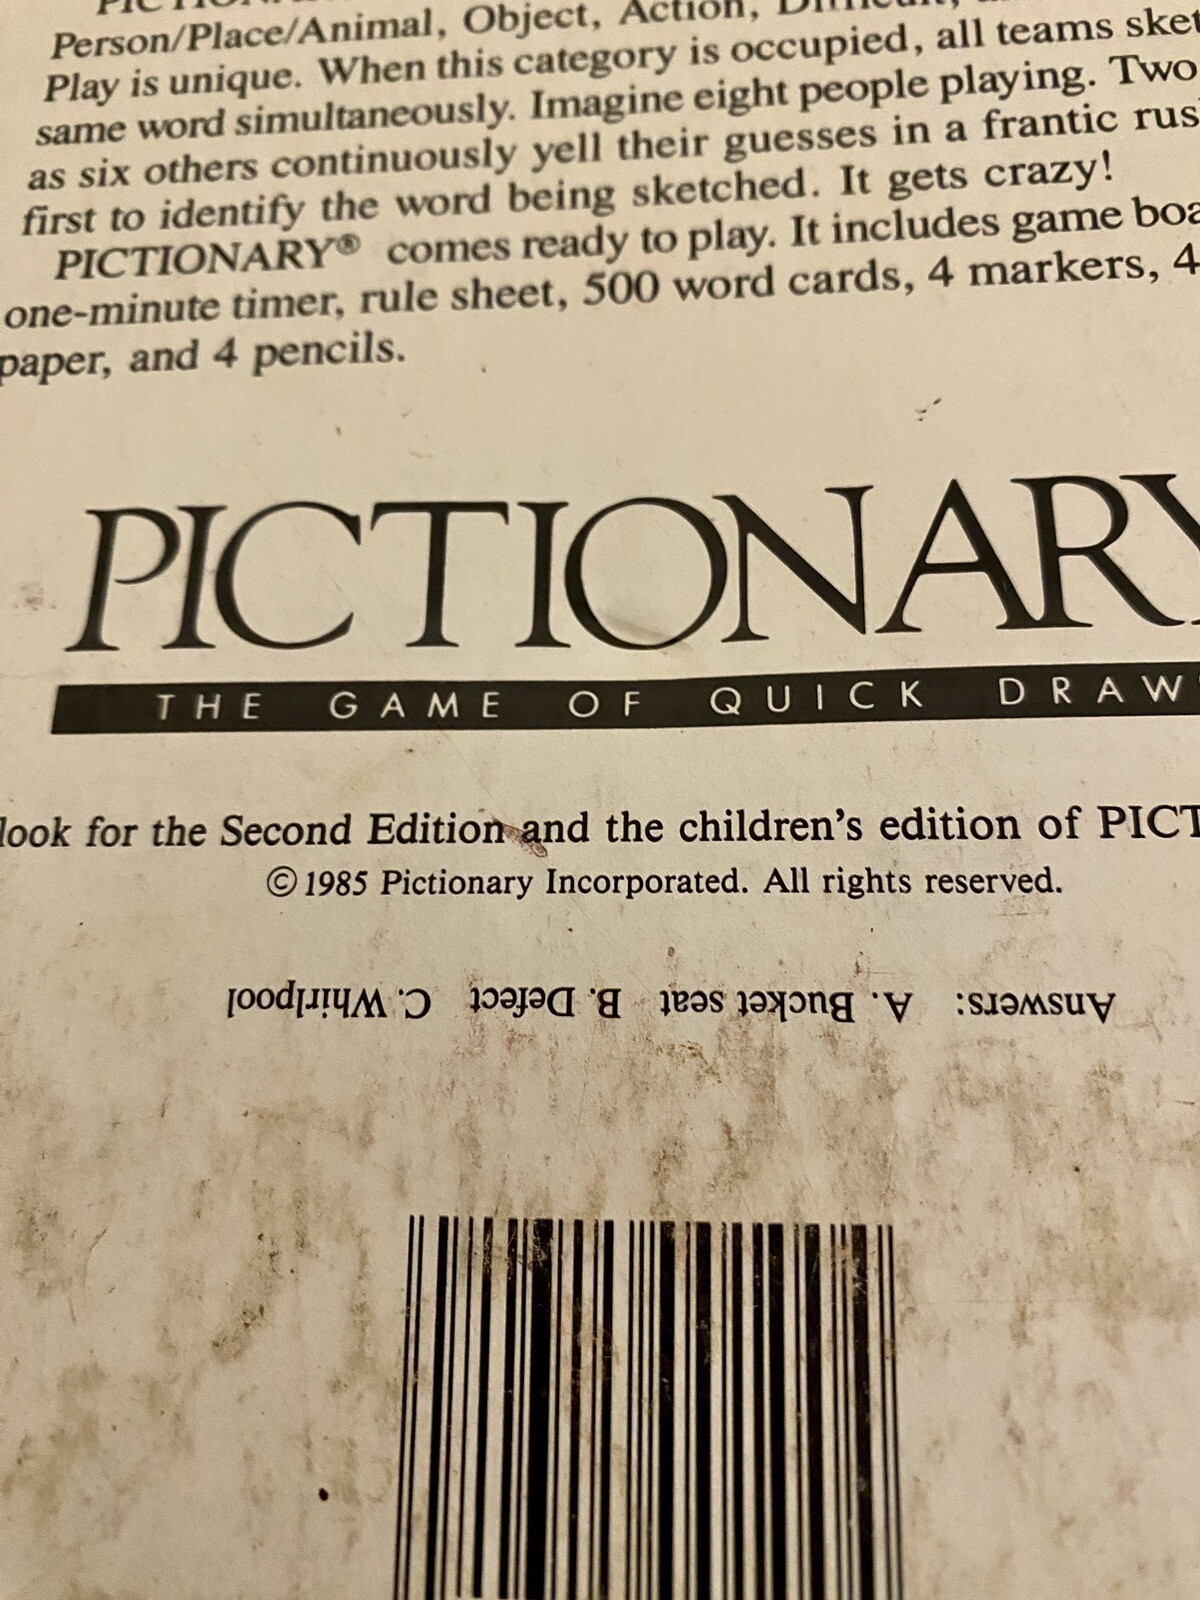 Person/Place/Animal, Object, Action,
Play is unique. When this category is occupied, all teams
same word simultaneously. Imagine eight people playing. Two
as six others continuously yell their guesses in a frantic
first to identify the word being sketched. It gets crazy!
PICTIONARY® comes ready to play. It includes game
one-minute timer, rule sheet, 500 word cards, 4 markers, 4
paper, and 4 pencils.
PICTIONARY
THE GAME OF QUICK DRAW
look for the Second Edition and the children's edition of PICT
©1985 Pictionary Incorporated. All rights reserved.
Answers: A. Bucket seat B. Defect C. Whirlpool